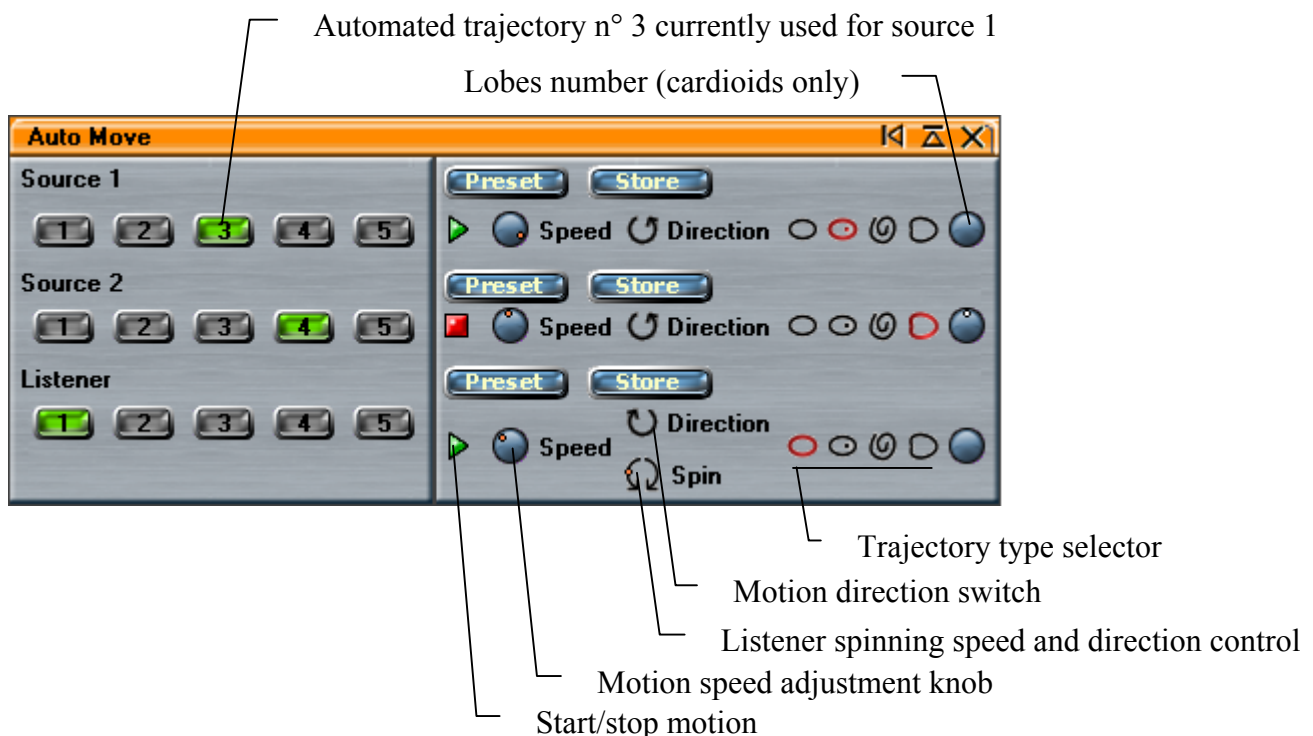 Automated trajectory n° 3 currently used for source 1
Lobes number (cardioids only)
Auto Move
Source 1
Preset Store
1 2 3 4 5
Speed Direction
Source 2
Preset Store
1 2 3 4 5
Speed Direction
Listener
Preset Store
1 2 3 4 5
Direction
Speed
Spin
Trajectory type selector
Motion direction switch
Listener spinning speed and direction control
Motion speed adjustment knob
Start/stop motion